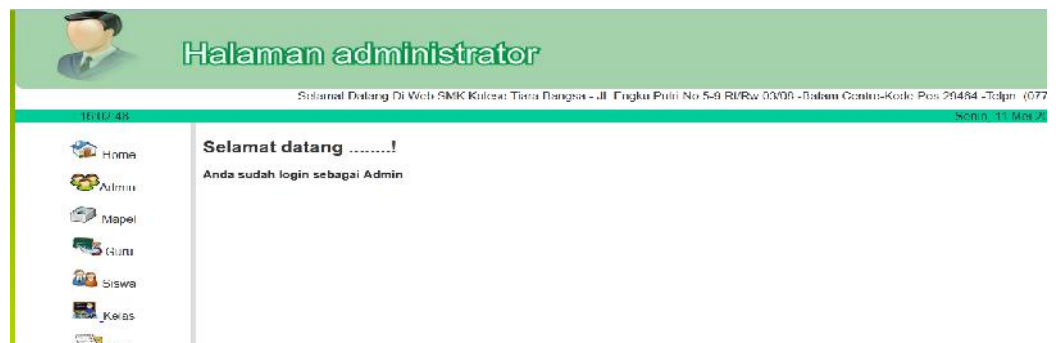 Halaman administrator
Selamat Datang Di Web SMK Kolese Tiara Bangsa - Jl. Engku Putri No 5-9 Rt/Rw 03/08 -Batam Centre-Kode Pos 29464 -Telpn. (077
16:02:48
Senin, 11 Mei 20
Home
Selamat datang ........!
Admin
Anda sudah login sebagai Admin
Mapel
Guru
Siswa
Kelas